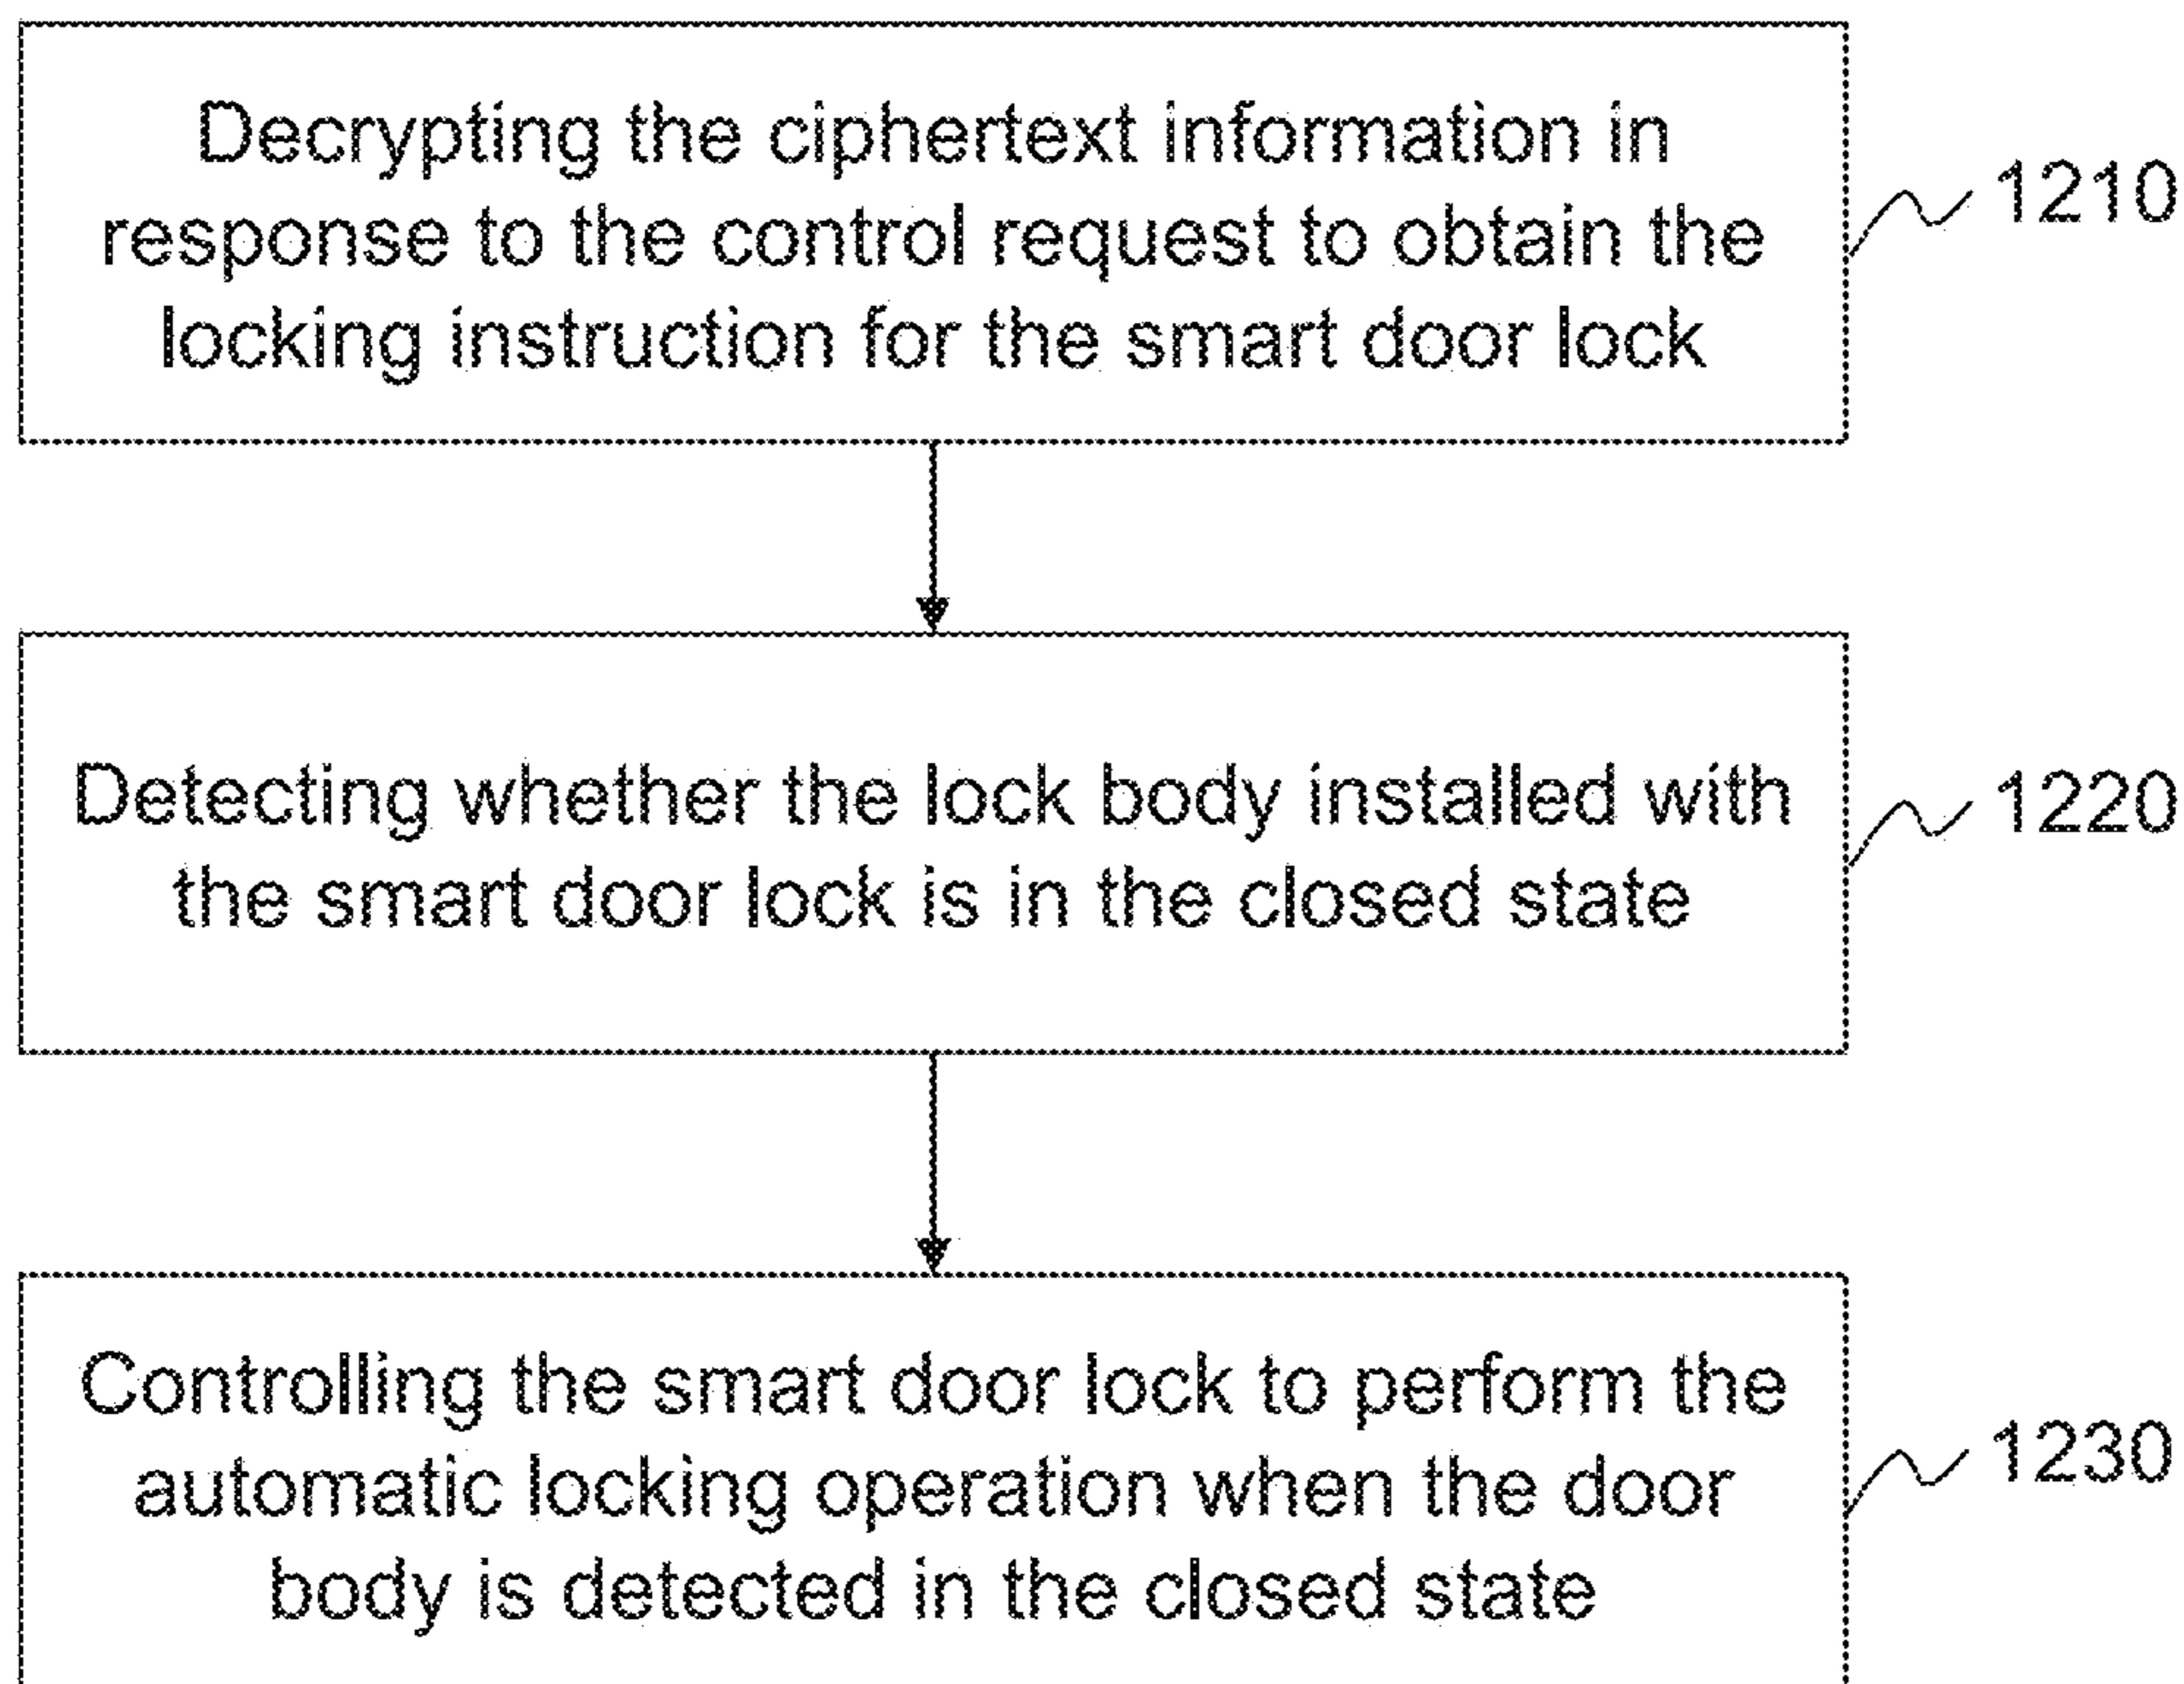 Decrypting the ciphertext information in
response to the control request to obtain the
locking instruction for the smart door lock
1210
Detecting whether the lock body installed with
the smart door lock is in the closed state
1220
Controlling the smart door lock to perform the
automatic locking operation when the door
body is detected in the closed state
1230